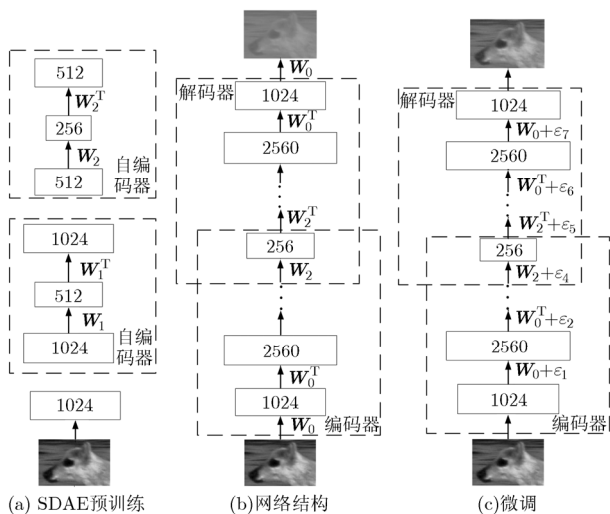 512
W₂ᵀ
256
W₂
512
自编
码器
1024
W₁ᵀ
512
W₁
1024
自编
码器
1024
(a) SDAE预训练
W₀
解码器
1024
W₀ᵀ
2560
W₂ᵀ
256
W₂
2560
W₀ᵀ
1024
编码器
W₀
(b)网络结构
解码器
1024
W₀+ε₇
2560
W₀ᵀ+ε₆
W₂ᵀ+ε₅
256
W₂+ε₄
W₀ᵀ+ε₂
2560
W₀+ε₁
1024
编码器
(c)微调